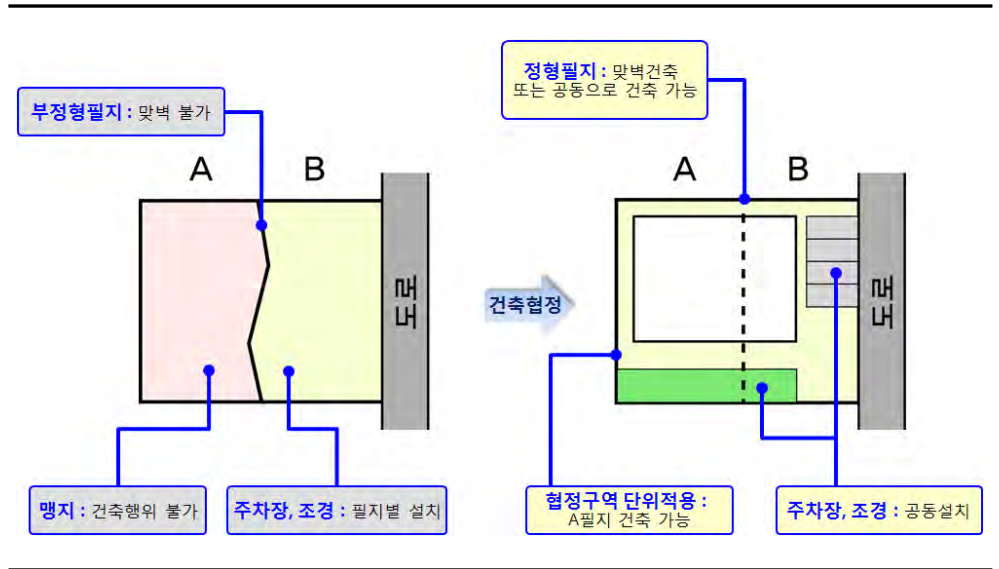 정형필지 : 맞벽건축
또는 공동으로 건축 가능
부정형필지 : 맞벽 불가
A
B
A
B
도로
건축협정
도로
맹지 : 건축행위 불가
주차장, 조경 : 필지별 설치
협정구역 단위적용 :
A필지 건축 가능
주차장, 조경 : 공동설치